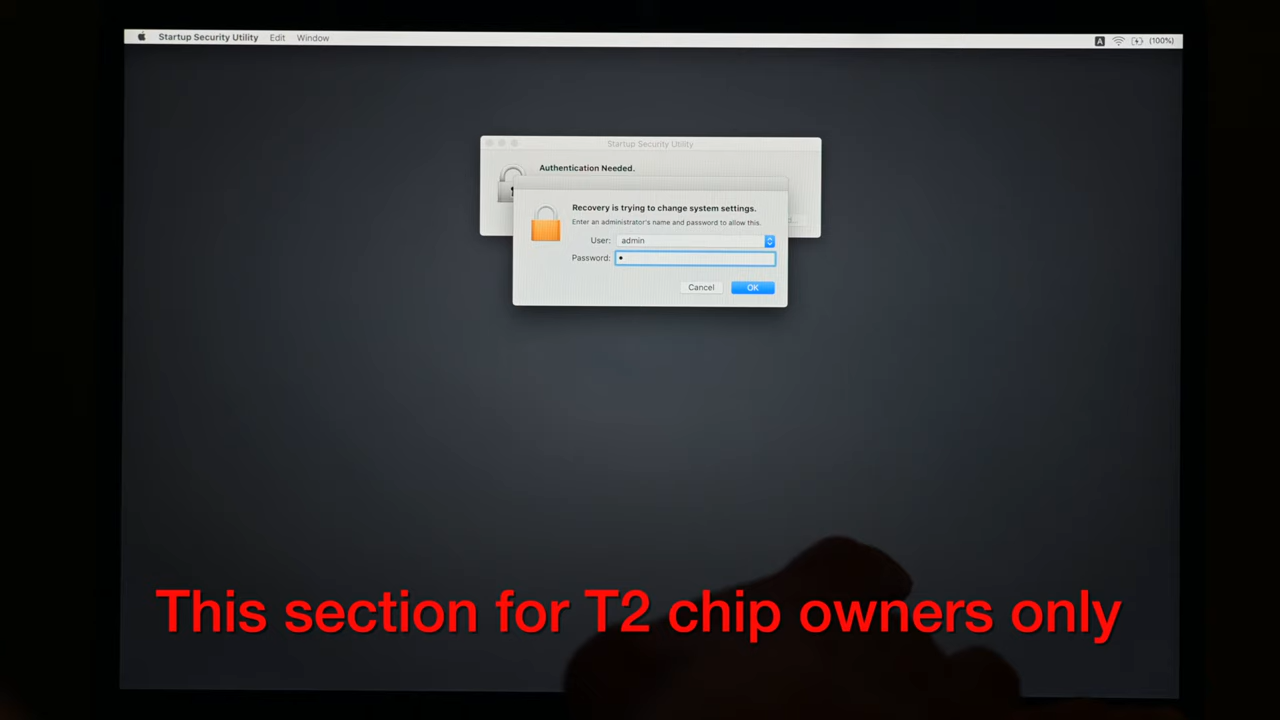 Startup Security Utility Edit Window
A (100%)
Startup Security Utility
Authentication Needed.
Recovery is trying to change system settings.
Enter an administrator's name and password to allow this.
User: admin
Password: •
Cancel OK
This section for T2 chip owners only